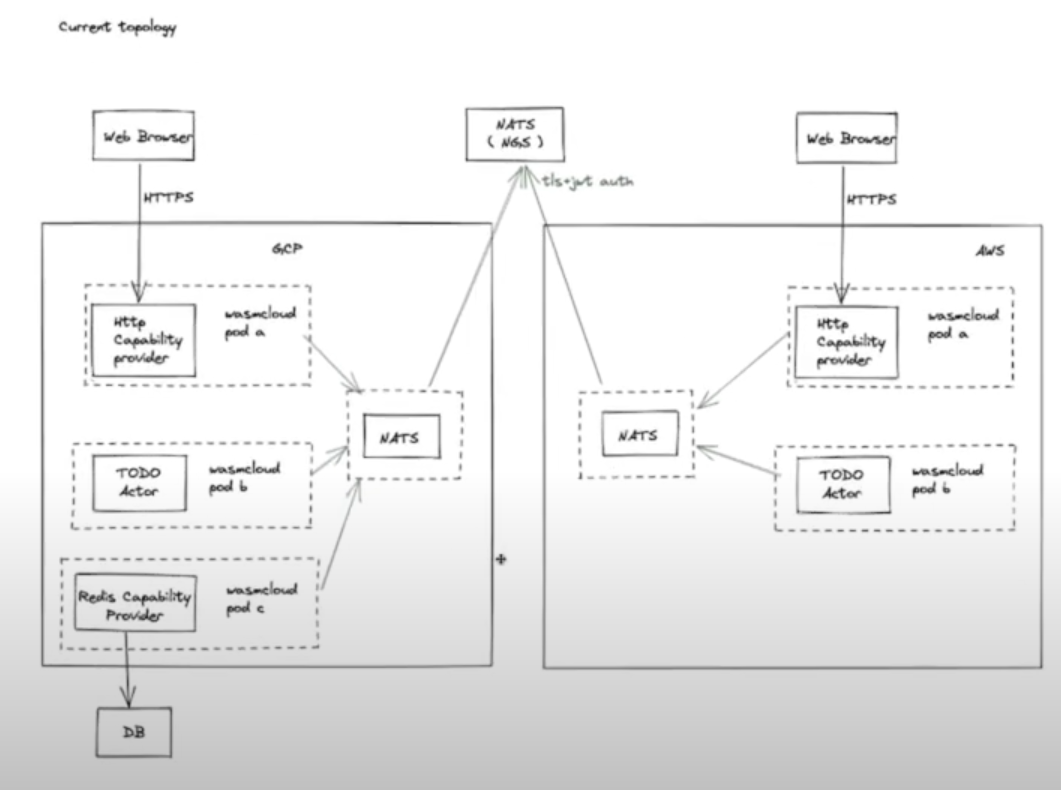 Current topology
Web Browser
NATS
( NGS )
Web Browser
tls+jwt auth
HTTPS
HTTPS
GCP
AWS
Http
Capability
provider
wasmcloud
pod a
Http
Capability
provider
wasmcloud
pod a
NATS
NATS
TODO
Actor
wasmcloud
pod b
TODO
Actor
wasmcloud
pod b
Redis Capability
Provider
wasmcloud
pod c
DB